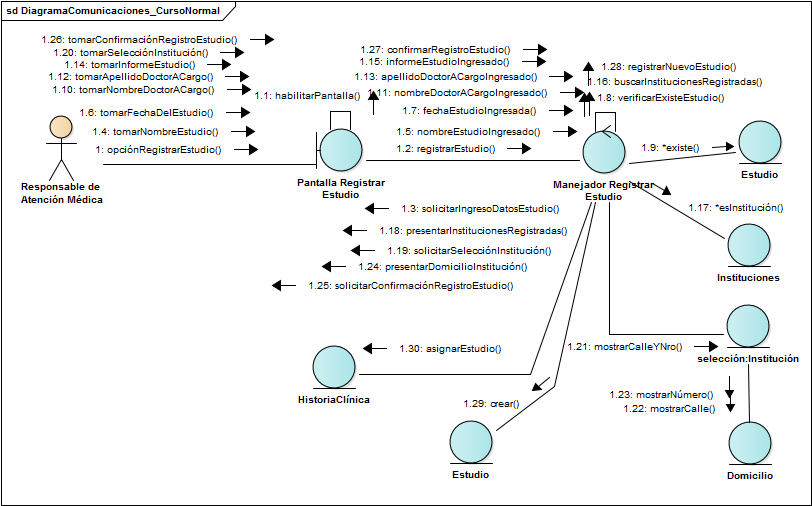 sd DiagramaComunicaciones_CursoNormal
1.26: tomarConfirmaciónRegistroEstudio()
1.20: tomarSelecciónInstitución()
1.14: tomarInformeEstudio()
1.12: tomarApellidoDoctorACargo()
1.10: tomarNombreDoctorACargo()
1.6: tomarFechaDelEstudio()
1.4: tomarNombreEstudio()
1: opciónRegistrarEstudio()
1.1: habilitarPantalla()
1.27: confirmarRegistroEstudio()
1.15: informeEstudioIngresado()
1.13: apellidoDoctorACargoIngresado()
1.11: nombreDoctorACargoIngresado()
1.7: fechaEstudioIngresada()
1.5: nombreEstudioIngresado()
1.2: registrarEstudio()
1.28: registrarNuevoEstudio()
1.16: buscarInstitucionesRegistradas()
1.8: verificarExisteEstudio()
1.9: *existe()
Estudio
Responsable de
Atención Médica
Pantalla Registrar
Estudio
Manejador Registrar
Estudio
1.3: solicitarIngresoDatosEstudio()
1.18: presentarInstitucionesRegistradas()
1.19: solicitarSelecciónInstitución()
1.24: presentarDomicilioInstitución()
1.25: solicitarConfirmaciónRegistroEstudio()
1.17: *esInstitución()
Instituciones
1.30: asignarEstudio()
HistoriaClínica
1.21: mostrarCalleYNro()
selección:Institución
1.29: crear()
Estudio
1.23: mostrarNúmero()
1.22: mostrarCalle()
Domicilio